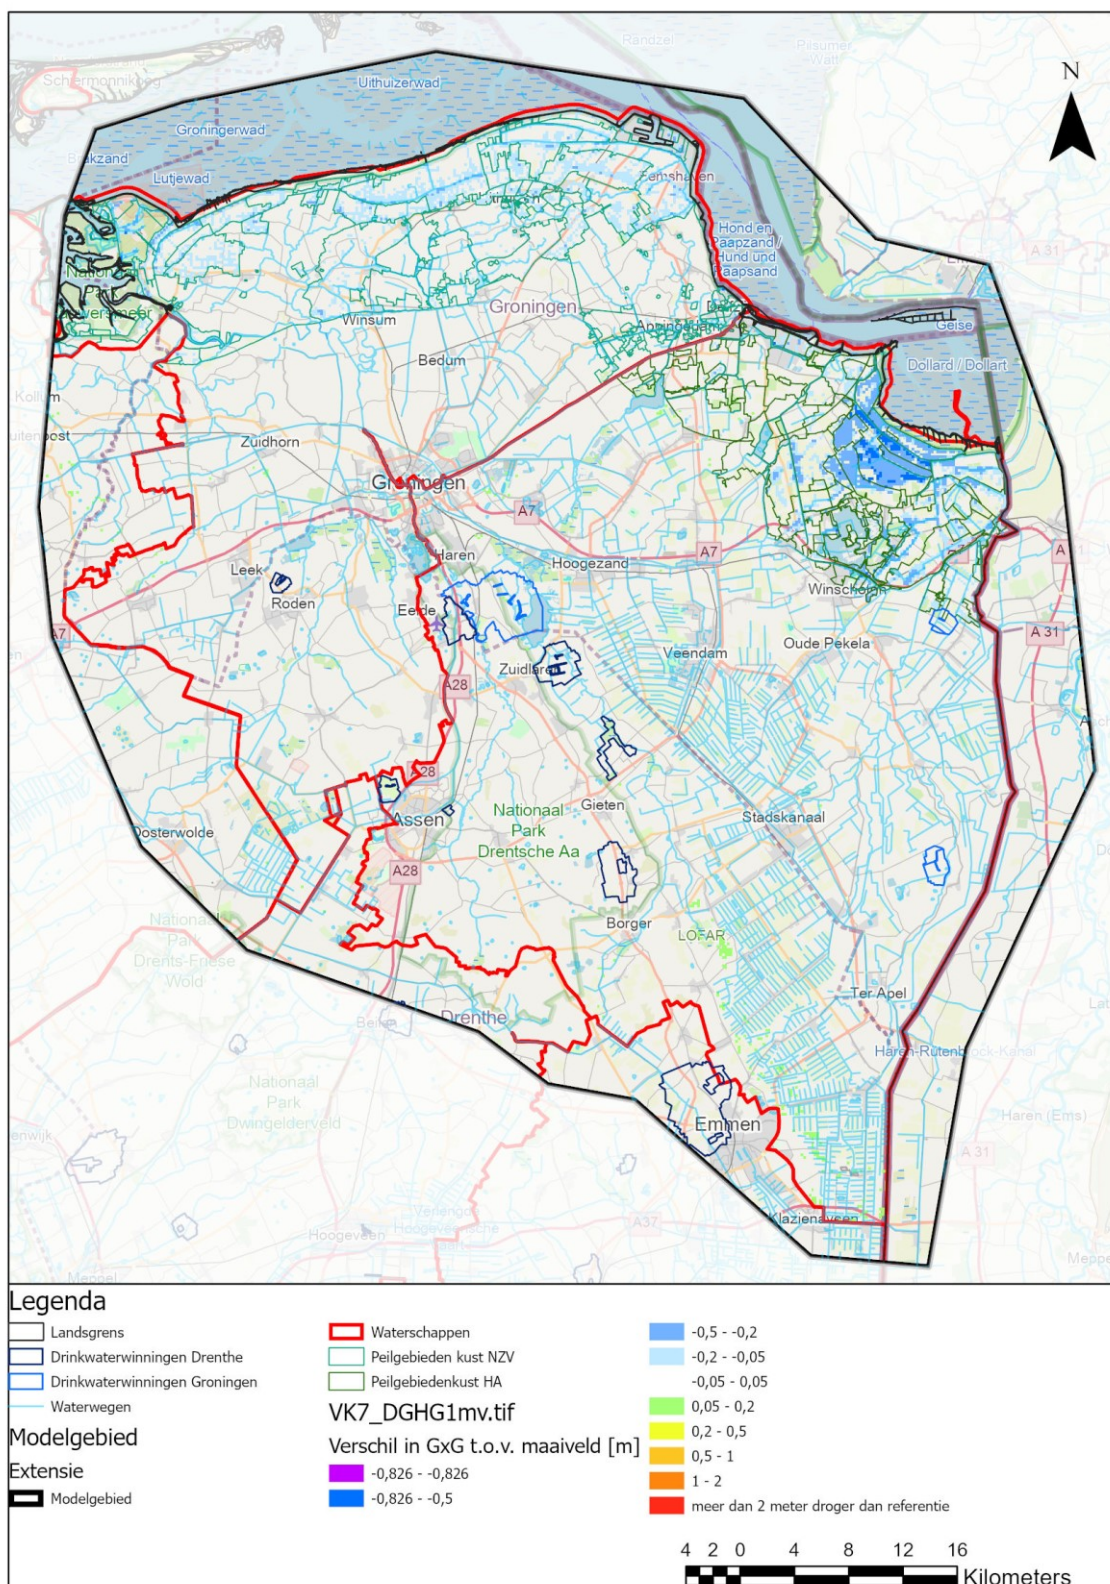 Randzel
Pilsumer
Watt
Schiermonnikoog
Uithuizerwad
N
Groningerwad
Brakzand
Lutjewad
Eemshaven
Hond en
Paapzand /
Hund und
Paapsand
A 31
Groningen
Winsum
Appingedam
Geise
Bedum
Dollard / Dollart
Kollum
Zuidhorn
Groningen
A7
A7
Haren
Hoogezand
Leek
Roden
Eelde
Winschoten
A7
A 31
Oude Pekela
Veendam
Zuidlaren
A28
A28
Gieten
Assen
Nationaal
Park
Drentsche Aa
Stadskanaal
Oosterwolde
A28
Nationaal
Park
Drents-Friese
Wold
Borger
LOFAR
Ter Apel
Drenthe
Haren-Rütenbrock-Kanal
Nationaal
Park
Dwingelderveld
Haren (Ems)
Emmen
A 31
Klazienaveen
A37
Hoogeveen
Meppel
Legenda
Landsgrens
Drinkwaterwinningen Drenthe
Drinkwaterwinningen Groningen
Waterwegen
Modelgebied
Extensie
Modelgebied
Waterschappen
Peilgebieden kust NZV
Peilgebiedenkust HA
VK7_DGHG1mv.tif
Verschil in GxG t.o.v. maaiveld [m]
-0,826 - -0,826
-0,826 - -0,5
-0,5 - -0,2
-0,2 - -0,05
-0,05 - 0,05
0,05 - 0,2
0,2 - 0,5
0,5 - 1
1 - 2
meer dan 2 meter droger dan referentie
4 2 0 4 8 12 16
Kilometers